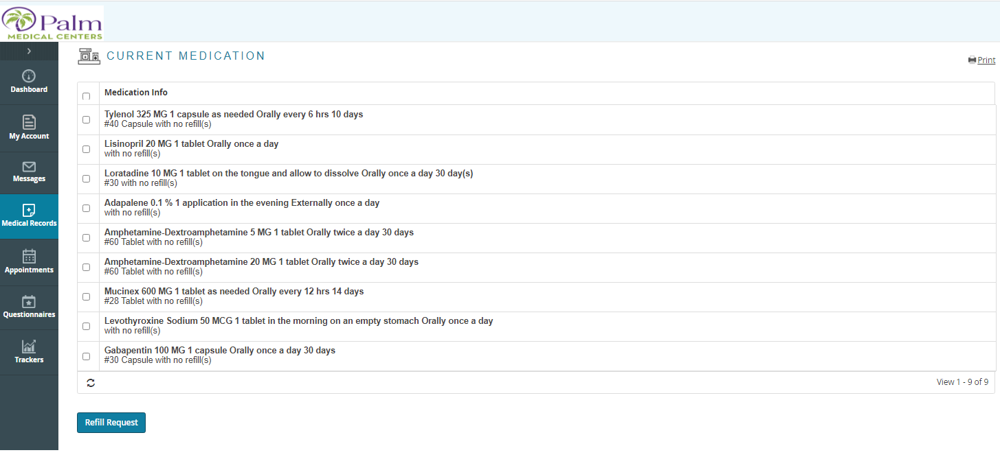 Palm
MEDICAL CENTERS
CURRENT MEDICATION
Print
Dashboard
My Account
Messages
Medical Records
Appointments
Questionnaires
Trackers
Medication Info
Tylenol 325 MG 1 capsule as needed Orally every 6 hrs 10 days
#40 Capsule with no refill(s)
Lisinopril 20 MG 1 tablet Orally once a day
with no refill(s)
Loratadine 10 MG 1 tablet on the tongue and allow to dissolve Orally once a day 30 day(s)
#30 with no refill(s)
Adapalene 0.1 % 1 application in the evening Externally once a day
with no refill(s)
Amphetamine-Dextroamphetamine 5 MG 1 tablet Orally twice a day 30 days
#60 Tablet with no refill(s)
Amphetamine-Dextroamphetamine 20 MG 1 tablet Orally twice a day 30 days
#60 Tablet with no refill(s)
Mucinex 600 MG 1 tablet as needed Orally every 12 hrs 14 days
#28 Tablet with no refill(s)
Levothyroxine Sodium 50 MCG 1 tablet in the morning on an empty stomach Orally once a day
with no refill(s)
Gabapentin 100 MG 1 capsule Orally once a day 30 days
#30 Capsule with no refill(s)
View 1 - 9 of 9
Refill Request